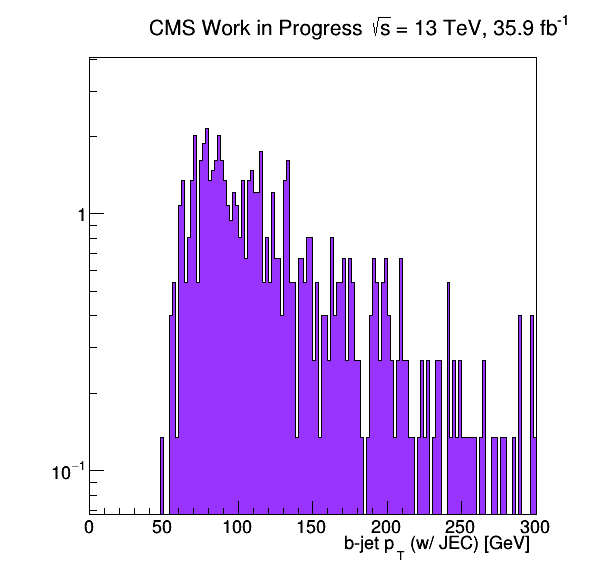 CMS Work in Progress √s = 13 TeV, 35.9 fb⁻¹
1
10⁻¹
0 50 100 150 200 250 300
b-jet p_T (w/ JEC) [GeV]